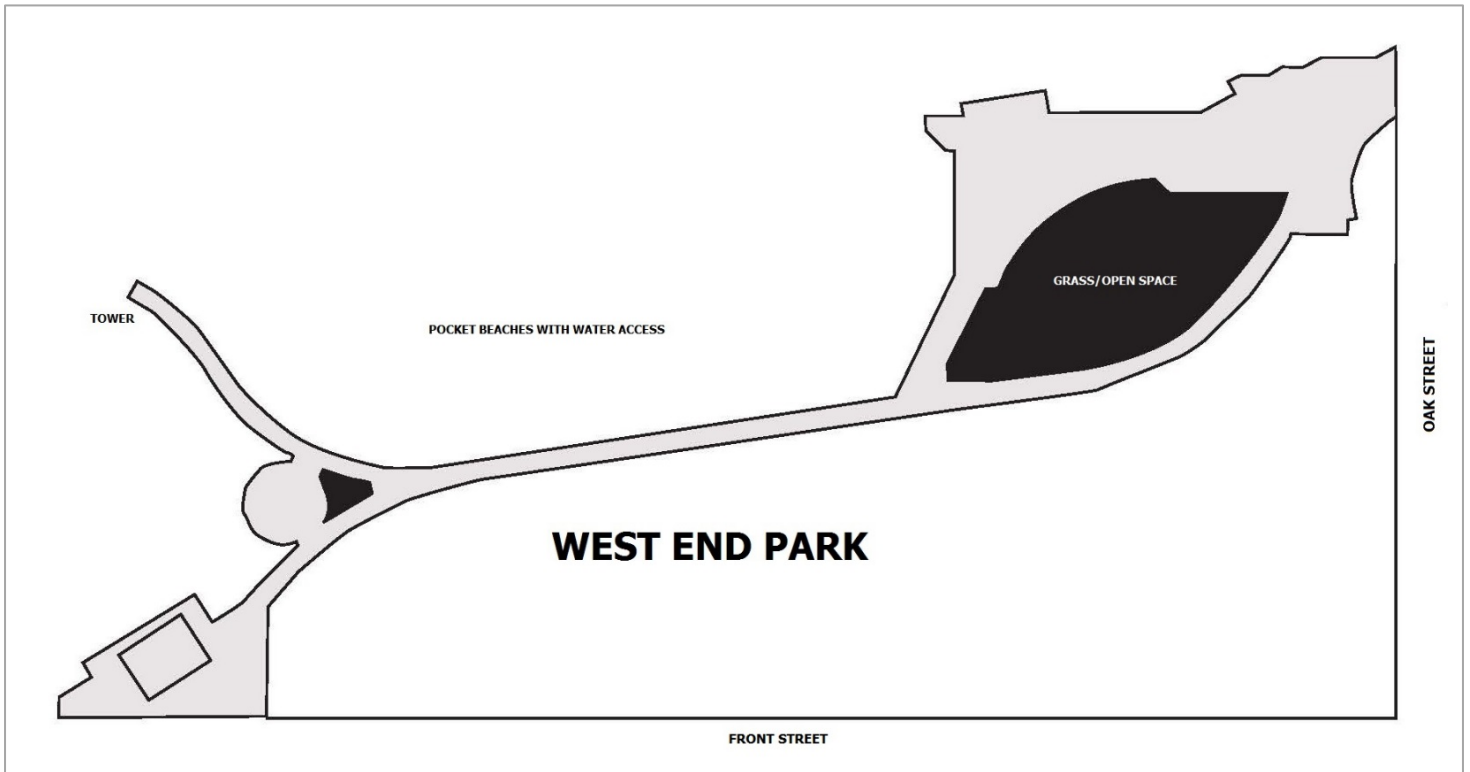 GRASS/OPEN SPACE
TOWER
POCKET BEACHES WITH WATER ACCESS
OAK STREET
WEST END PARK
FRONT STREET